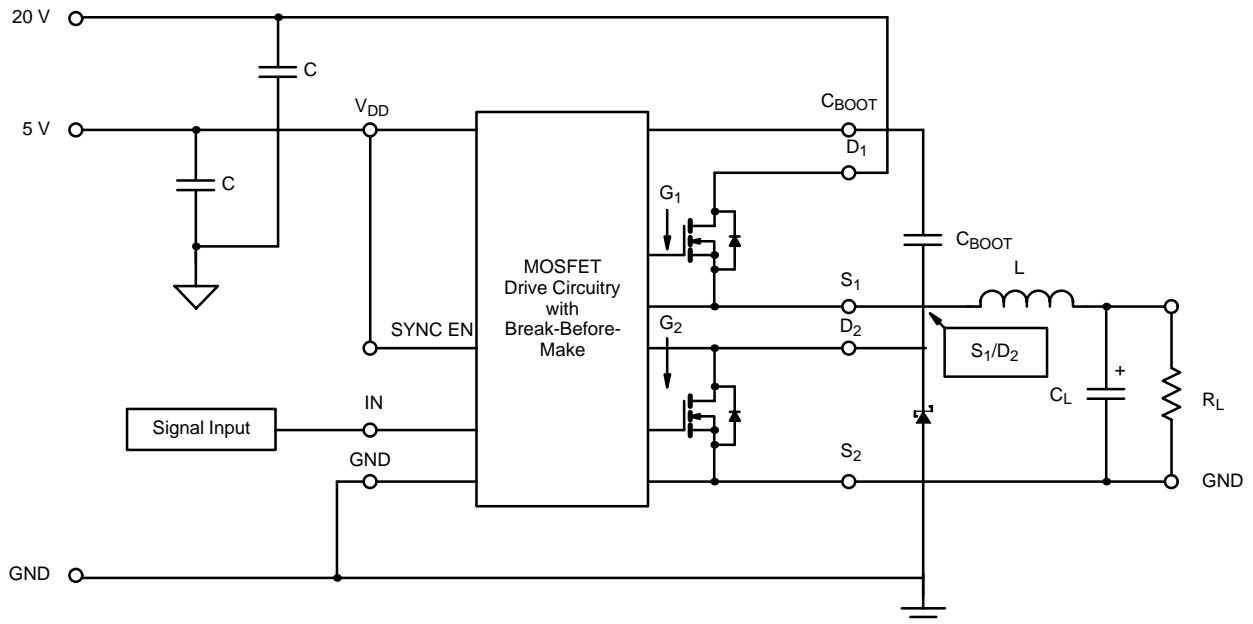 20 V
C
5 V
V_DD
C_BOOT
D_1
C
G_1
C_BOOT
MOSFET
Drive Circuitry
with
Break-Before-
Make
S_1
L
SYNC EN
G_2
D_2
S_1/D_2
+
C_L
R_L
Signal Input
IN
GND
S_2
GND
GND